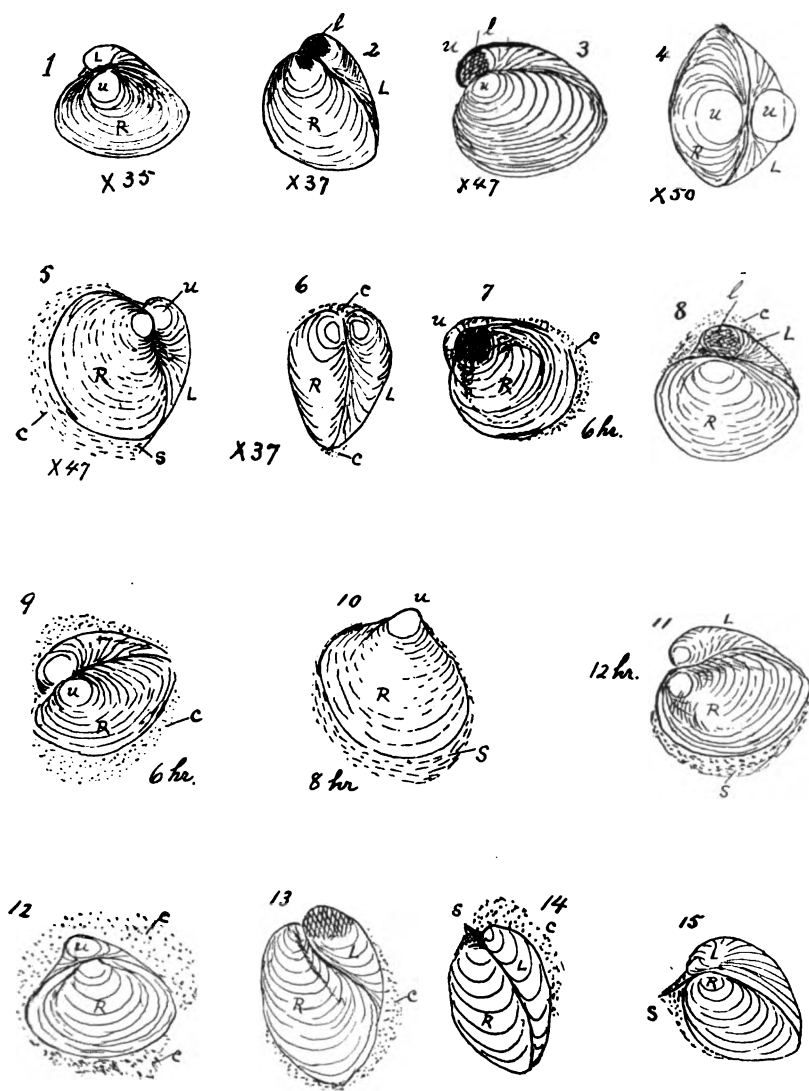 1 L u R X 35
l 2 L R X 37
u l 3 u X 47
4 u u R L X 50
5 u R L C S X 47
6 c R L X 37 c
7 u R c 6 hr.
8 l c L R
9 u R c 6 hr.
10 u R S 8 hr
11 L R S 12 hr.
12 c u R c
13 L R c
S 14 c L R
15 L R S